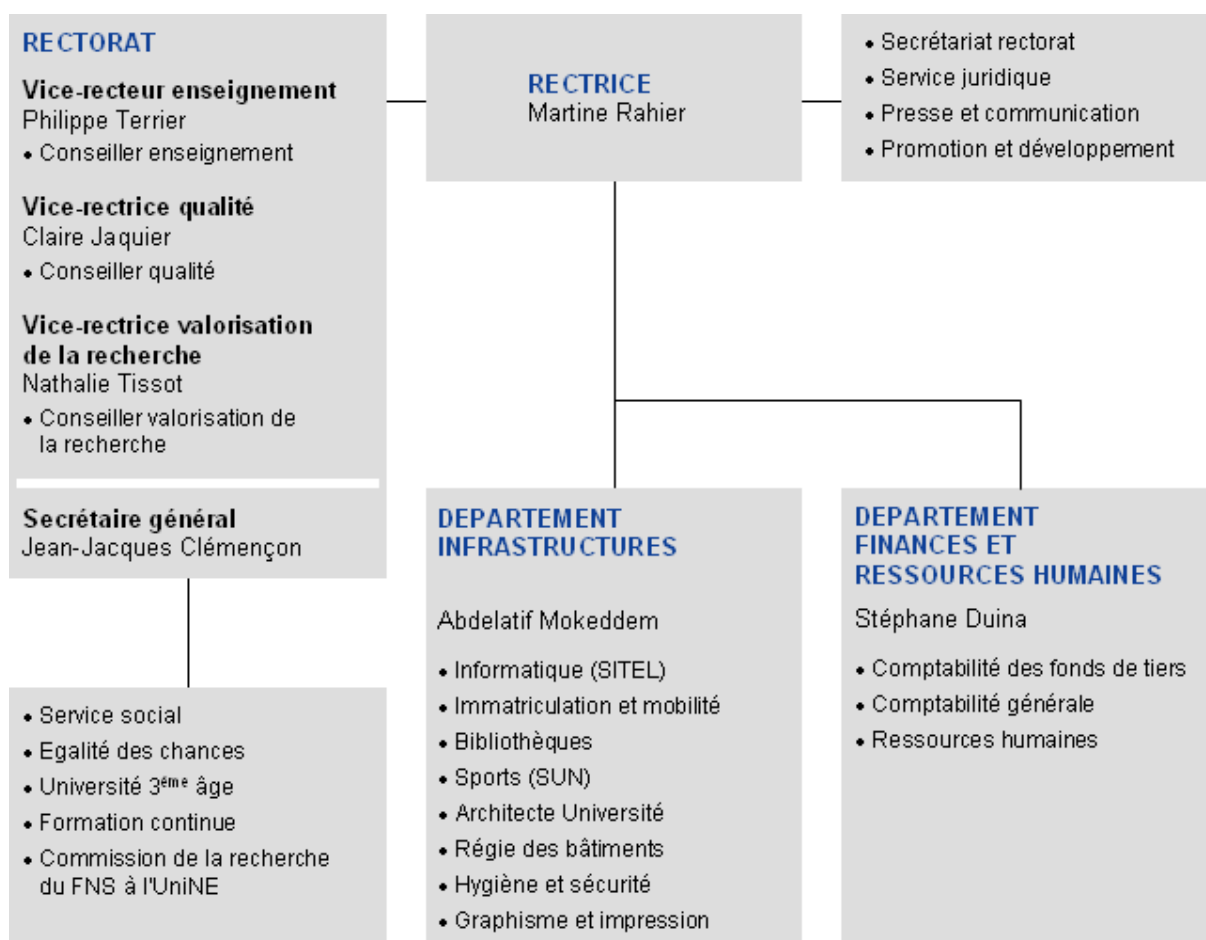 RECTORAT
Vice-recteur enseignement
Philippe Terrier
• Conseiller enseignement
Vice-rectrice qualité
Claire Jaquier
• Conseiller qualité
Vice-rectrice valorisation
de la recherche
Nathalie Tissot
• Conseiller valorisation de
la recherche
Secrétaire général
Jean-Jacques Clémençon
RECTRICE
Martine Rahier
• Secrétariat rectorat
• Service juridique
• Presse et communication
• Promotion et développement
• Service social
• Egalité des chances
• Université 3ème âge
• Formation continue
• Commission de la recherche
du FNS à l'UniNE
DEPARTEMENT
INFRASTRUCTURES
Abdelatif Mokeddem
• Informatique (SITEL)
• Immatriculation et mobilité
• Bibliothèques
• Sports (SUN)
• Architecte Université
• Régie des bâtiments
• Hygiène et sécurité
• Graphisme et impression
DEPARTEMENT
FINANCES ET
RESSOURCES HUMAINES
Stéphane Duina
• Comptabilité des fonds de tiers
• Comptabilité générale
• Ressources humaines